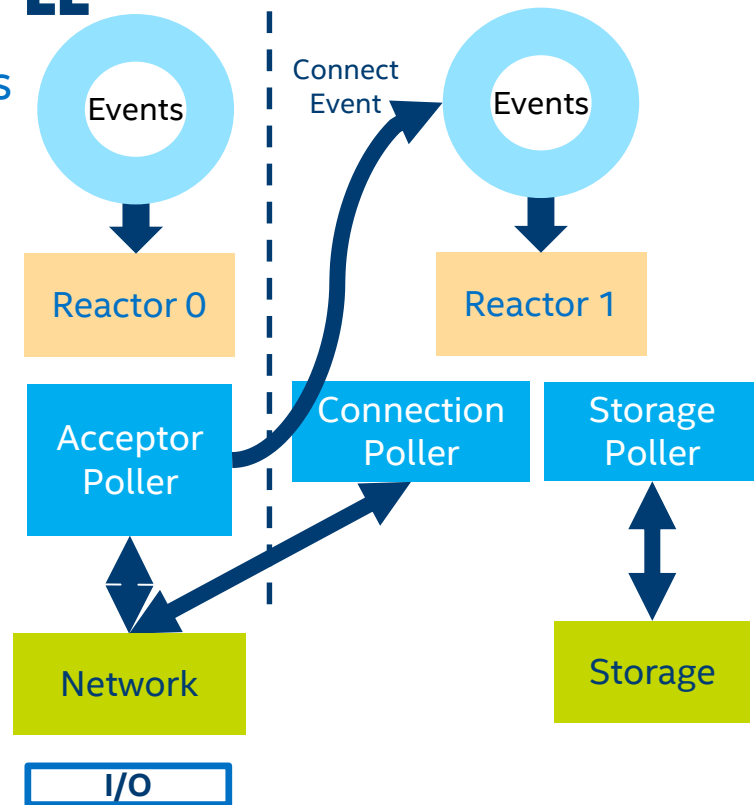 s
Events
Connect
Event
Events
Reactor 0
Reactor 1
Acceptor
Poller
Connection
Poller
Storage
Poller
Network
Storage
I/O